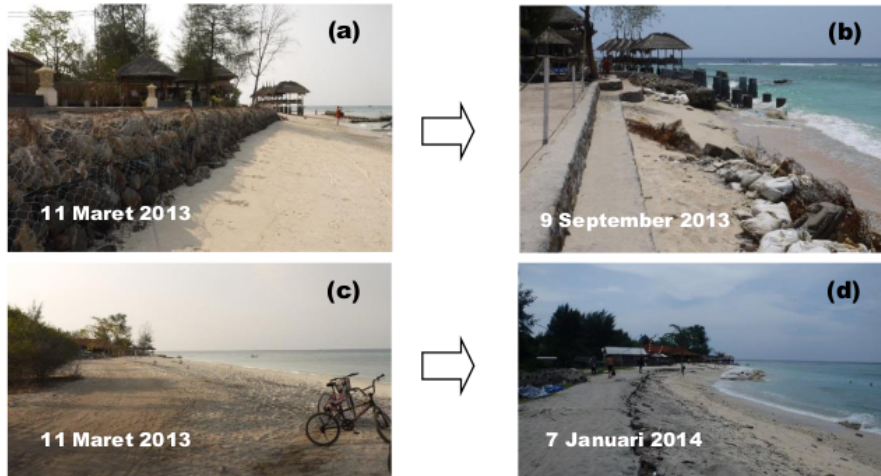 (a)
11 Maret 2013
(b)
9 September 2013
(c)
11 Maret 2013
(d)
7 Januari 2014